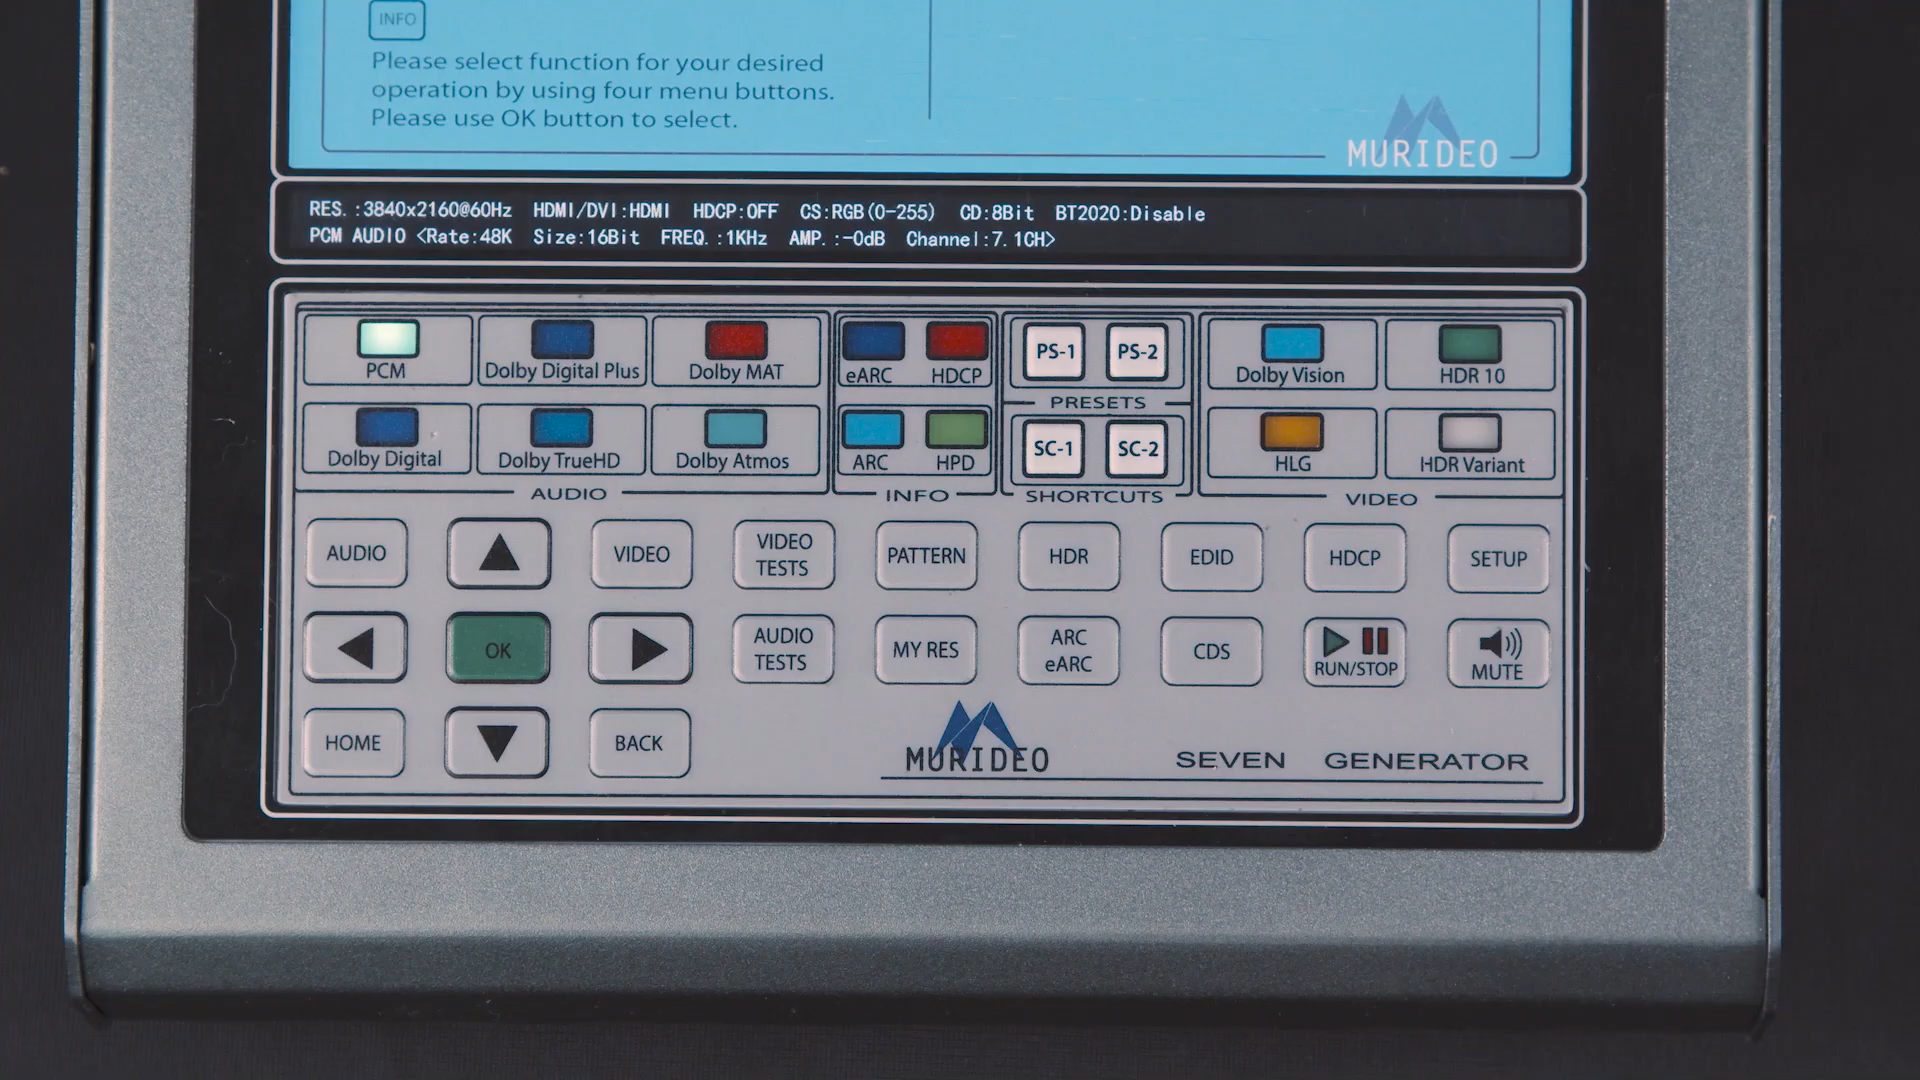 INFO
Please select function for your desired
operation by using four menu buttons.
Please use OK button to select.
MURIDEO
RES.:3840x2160@60Hz HDMI/DVI:HDMI HDCP:OFF CS:RGB(0-255) CD:8Bit BT2020:Disable
PCM AUDIO <Rate:48K Size:16Bit FREQ.:1KHz AMP.:-0dB Channel:7.1CH>
PCM
Dolby Digital Plus
Dolby MAT
Dolby Digital
Dolby TrueHD
Dolby Atmos
AUDIO
eARC
HDCP
ARC
HPD
INFO
PS-1
PS-2
PRESETS
SC-1
SC-2
SHORTCUTS
Dolby Vision
HDR 10
HLG
HDR Variant
VIDEO
AUDIO
VIDEO
VIDEO
TESTS
PATTERN
HDR
EDID
HDCP
SETUP
OK
AUDIO
TESTS
MY RES
ARC
eARC
CDS
RUN/STOP
MUTE
HOME
BACK
MURIDEO
SEVEN GENERATOR